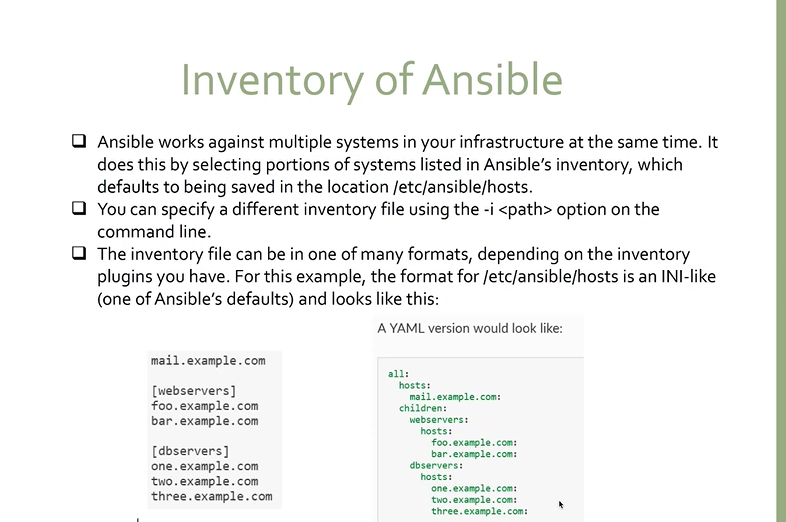 Inventory of Ansible
Ansible works against multiple systems in your infrastructure at the same time. It
does this by selecting portions of systems listed in Ansible’s inventory, which
defaults to being saved in the location /etc/ansible/hosts.
You can specify a different inventory file using the -i <path> option on the
command line.
The inventory file can be in one of many formats, depending on the inventory
plugins you have. For this example, the format for /etc/ansible/hosts is an INI-like
(one of Ansible’s defaults) and looks like this:
mail.example.com
[webservers]
foo.example.com
bar.example.com
[dbservers]
one.example.com
two.example.com
three.example.com
A YAML version would look like:
all:
hosts:
mail.example.com:
children:
webservers:
hosts:
foo.example.com:
bar.example.com:
dbservers:
hosts:
one.example.com:
two.example.com:
three.example.com: